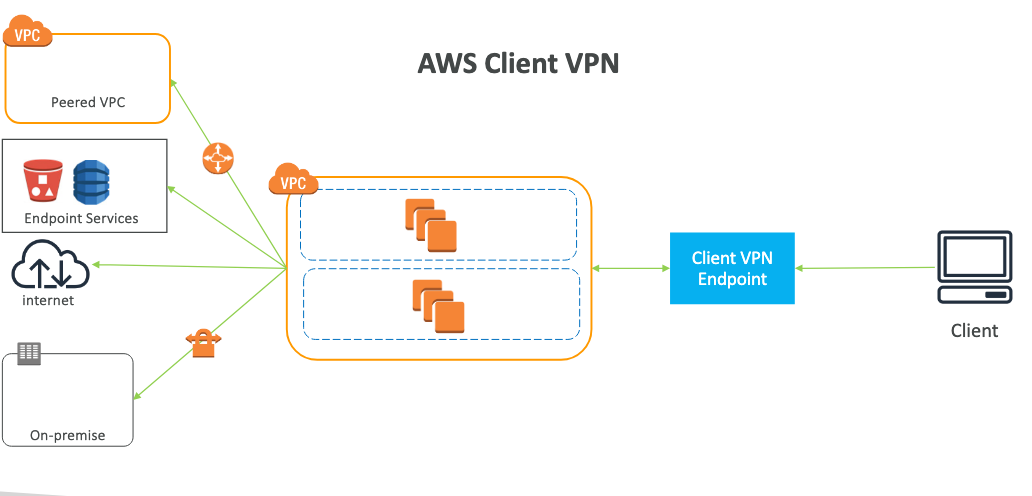 VPC
Peered VPC
AWS Client VPN
Endpoint Services
internet
On-premise
VPC
Client VPN
Endpoint
Client